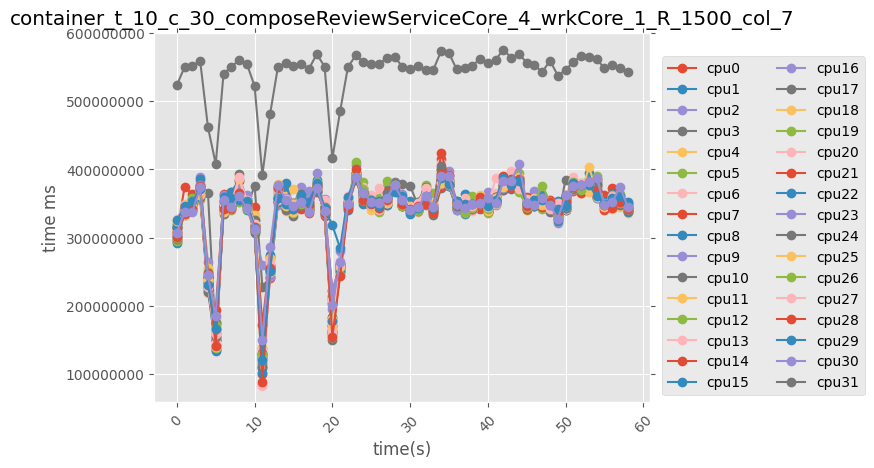 container_t_10_c_30_composeReviewServiceCore_4_wrkCore_1_R_1500_col_7
600000000
500000000
400000000
300000000
200000000
100000000
time ms
0
10
20
30
40
50
60
time(s)
cpu0
cpu1
cpu2
cpu3
cpu4
cpu5
cpu6
cpu7
cpu8
cpu9
cpu10
cpu11
cpu12
cpu13
cpu14
cpu15
cpu16
cpu17
cpu18
cpu19
cpu20
cpu21
cpu22
cpu23
cpu24
cpu25
cpu26
cpu27
cpu28
cpu29
cpu30
cpu31